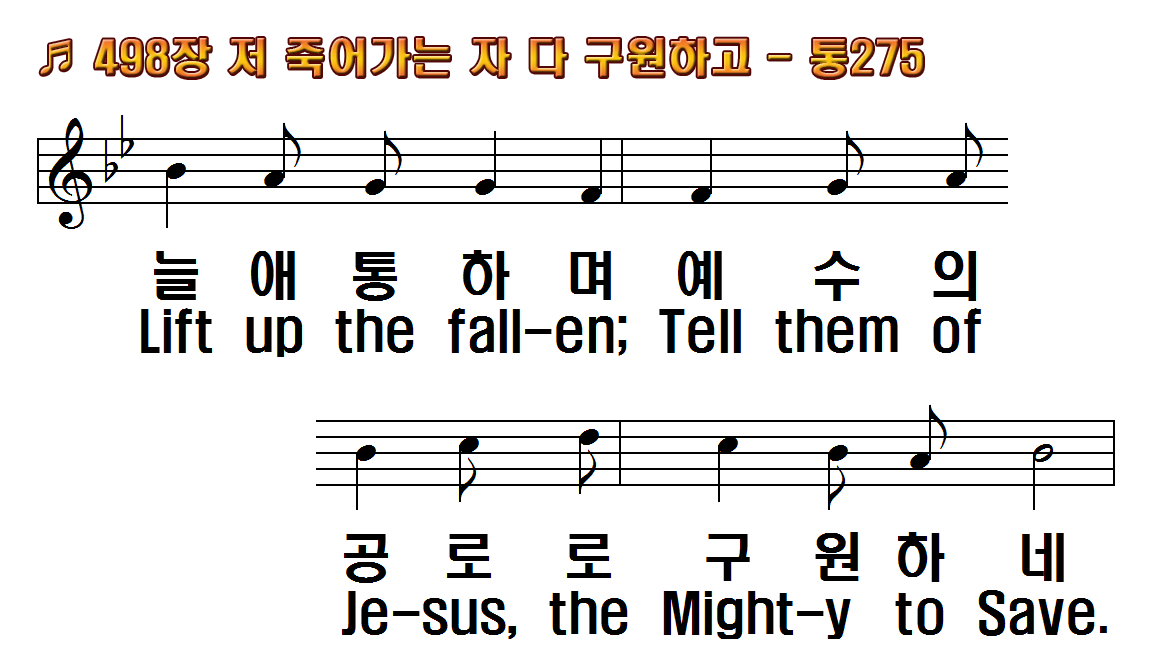 ♬ 498장 저 죽어가는 자 다 구원하고 - 통275
늘 애 통 하 며 예 수 의
Lift up the fall-en; Tell them of
공 로 로 구 원 하 네
Je-sus, the Might-y to Save.